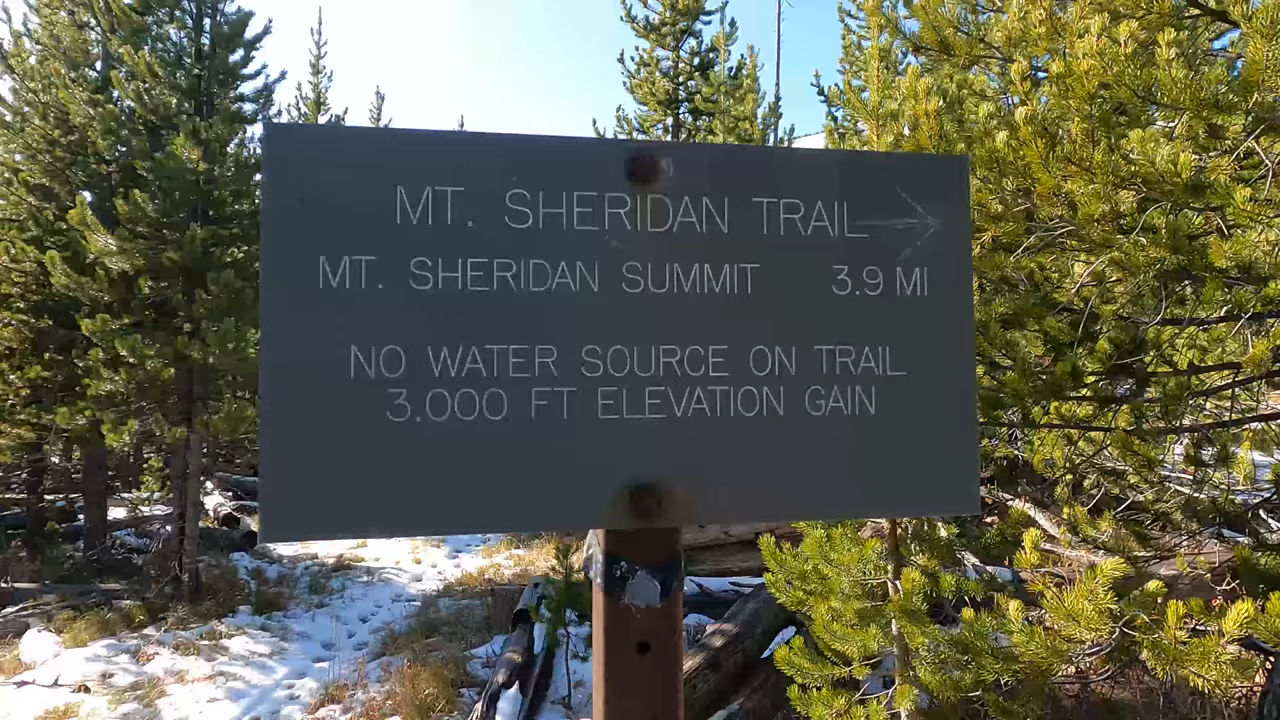 MT. SHERIDAN TRAIL
MT. SHERIDAN SUMMIT 3.9 MI
NO WATER SOURCE ON TRAIL
3,000 FT ELEVATION GAIN